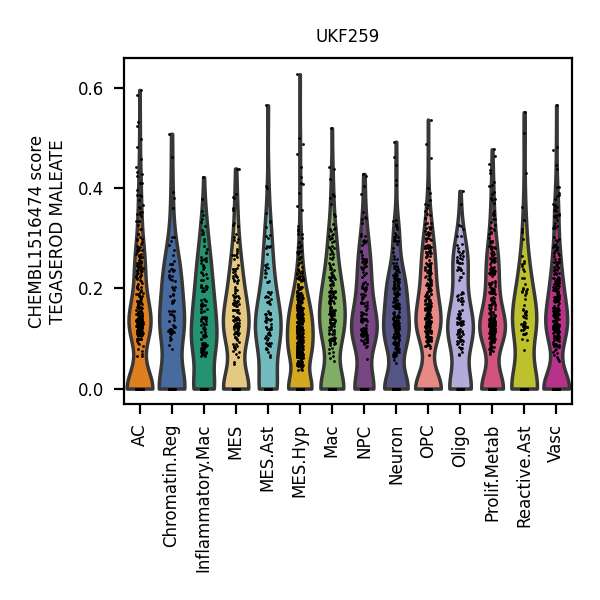 UKF259
CHEMBL1516474 score
TEGASEROD MALEATE
0.6
0.4
0.2
0.0
AC
Chromatin.Reg
Inflammatory.Mac
MES
MES.Ast
MES.Hyp
Mac
NPC
Neuron
OPC
Oligo
Prolif.Metab
Reactive.Ast
Vasc